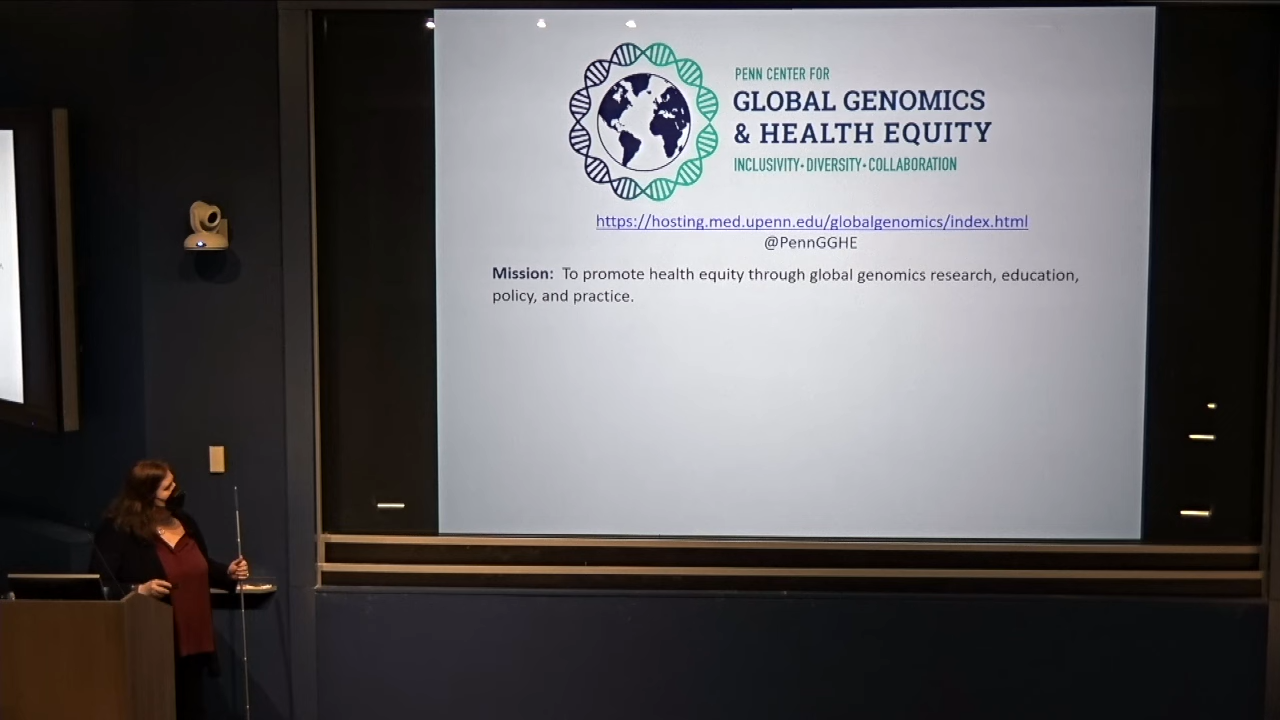 PENN CENTER FOR
GLOBAL GENOMICS
& HEALTH EQUITY
INCLUSIVITY•DIVERSITY•COLLABORATION
https://hosting.med.upenn.edu/globalgenomics/index.html
@PennGGHE
Mission: To promote health equity through global genomics research, education,
policy, and practice.